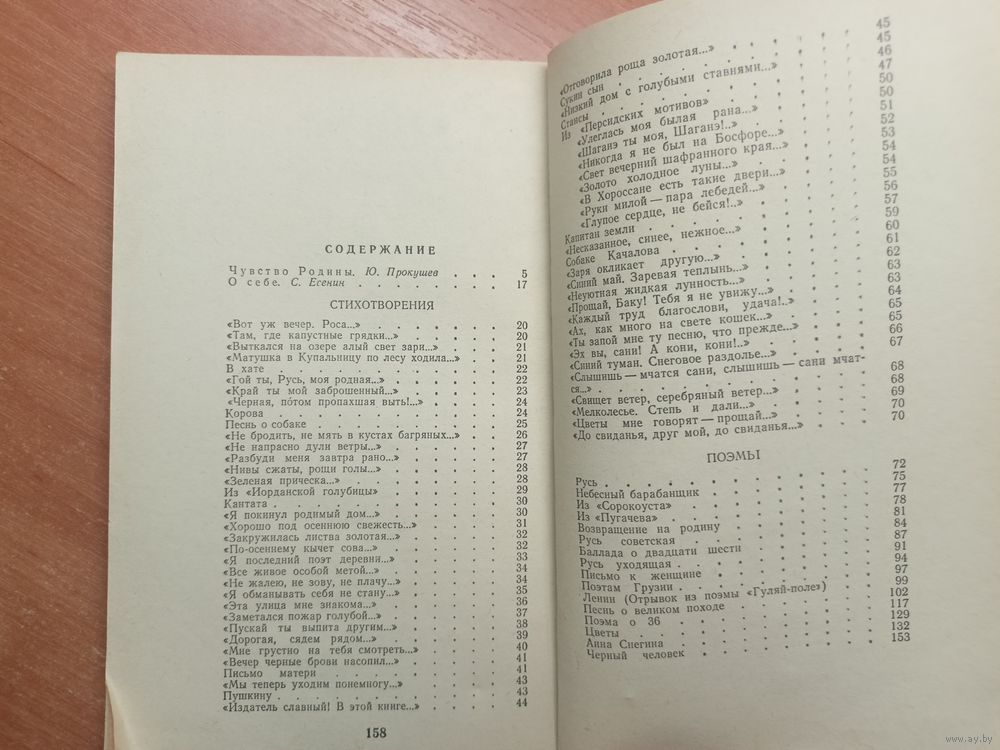 СОДЕРЖАНИЕ
Чувство Родины. Ю. Прокушев . . . 5
О себе. С. Есенин . . . . . . . 17
СТИХОТВОРЕНИЯ
«Вот уж вечер. Роса...» . . . . . . 20
«Там, где капустные грядки...» . . . . . 20
«Выткался на озере алый свет зари...» . . . 21
«Матушка в Купальницу по лесу ходила...» . . 21
В хате . . . . . . . . . . 22
«Гой ты, Русь, моя родная...» . . . . . 22
«Край ты мой заброшенный...» . . . . . 23
«Черная, по́том пропахшая выть!...» . . . . 24
Корова . . . . . . . . . . 24
Песнь о собаке . . . . . . . . 25
«Не бродить, не мять в кустах багряных...» . . 26
«Не напрасно дули ветры...» . . . . . 27
«Разбуди меня завтра рано...» . . . . . 27
«Нивы сжаты, рощи голы...» . . . . . 28
«Зеленая прическа...» . . . . . . . 28
Из «Иорданской голубицы» . . . . . . 29
Кантата . . . . . . . . . . 30
«Я покинул родимый дом...» . . . . . 30
«Хорошо под осеннюю свежесть...» . . . . 31
«Закружилась листва золотая...» . . . . . 32
«По-осеннему кычет сова...» . . . . . . 32
«Я последний поэт деревни...» . . . . . 33
«Все живое особой метой...» . . . . . . 34
«Не жалею, не зову, не плачу...» . . . . . 34
«Я обманывать себя не стану...» . . . . . 35
«Эта улица мне знакома...» . . . . . . 36
«Заметался пожар голубой...» . . . . . . 37
«Пускай ты выпита другим...» . . . . . 38
«Дорогая, сядем рядом...» . . . . . . 39
«Мне грустно на тебя смотреть...» . . . . 40
«Вечер черные брови насопил...» . . . . . 41
Письмо матери . . . . . . . . 41
«Мы теперь уходим понемногу...» . . . . . 43
Пушкину . . . . . . . . . . 43
«Издатель славный! В этой книге...» . . . . 44
158
«Отговорила роща золотая...» . . . . . 45
Сукин сын . . . . . . . . . 45
«Низкий дом с голубыми ставнями...» . . . 46
Стансы . . . . . . . . . . 47
Из «Персидских мотивов» . . . . . . 50
«Улеглась моя былая рана...» . . . . . 50
«Шаганэ ты моя, Шаганэ!..» . . . . . 51
«Никогда я не был на Босфоре...» . . . . 52
«Свет вечерний шафранного края...» . . . 53
«Золото холодное луны...» . . . . . 54
«В Хороссане есть такие двери...» . . . . 54
«Руки милой — пара лебедей...» . . . . 55
«Глупое сердце, не бейся!..» . . . . . 56
Капитан земли . . . . . . . . 57
«Несказанное, синее, нежное...» . . . . 59
Собаке Качалова . . . . . . . . 60
«Заря окликает другую...» . . . . . . 61
«Синий май. Заревая теплынь...» . . . . 62
«Неуютная жидкая лунность...» . . . . . 63
«Прощай, Баку! Тебя я не увижу...» . . . . 63
«Каждый труд благослови, удача!..» . . . . 64
«Ах, как много на свете кошек...» . . . . 65
«Ты запой мне ту песню, что прежде...» . . . 65
«Эх вы, сани! А кони, кони!..» . . . . . 66
«Синий туман. Снеговое раздолье...» . . . . 67
«Слышишь — мчатся сани, слышишь — сани мчат-
ся...» . . . . . . . . . . 68
«Свищет ветер, серебряный ветер...» . . . . 68
«Мелколесье. Степь и дали...» . . . . . 69
«Цветы мне говорят — прощай...» . . . . . 70
«До свиданья, друг мой, до свиданья...» . . . 70
ПОЭМЫ
Русь . . . . . . . . . . 72
Небесный барабанщик . . . . . . . 75
Из «Сорокоуста» . . . . . . . . 77
Из «Пугачева» . . . . . . . . 78
Возвращение на родину . . . . . . 81
Русь советская . . . . . . . . 84
Баллада о двадцати шести . . . . . . 87
Русь уходящая . . . . . . . . 91
Письмо к женщине . . . . . . . 94
Поэтам Грузии . . . . . . . . 97
Ленин (Отрывок из поэмы «Гуляй-поле») . . 99
Песнь о великом походе . . . . . . 102
Поэма о 36 . . . . . . . . . 117
Цветы . . . . . . . . . . 129
Анна Снегина . . . . . . . . 132
Черный человек . . . . . . . . 153
www.ay.by